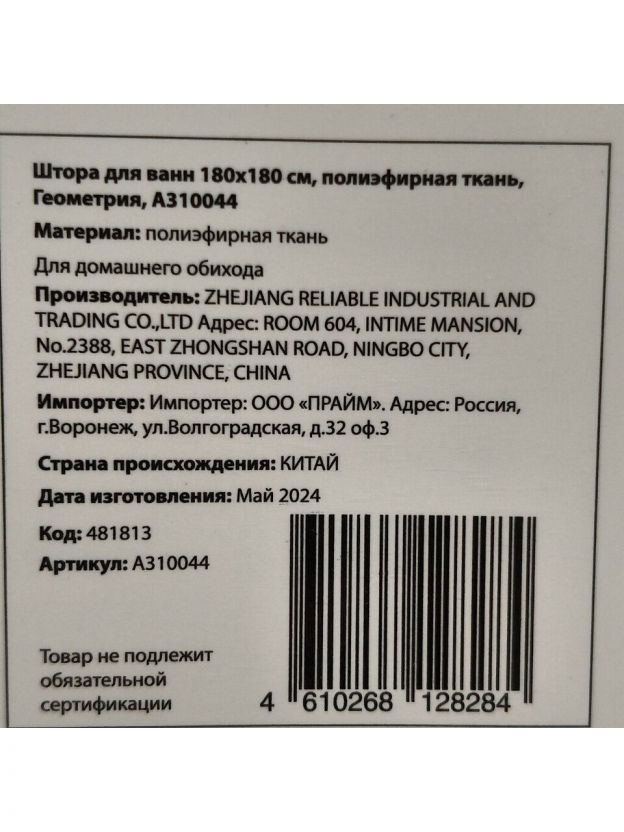 Штора для ванн 180х180 см, полиэфирная ткань,
Геометрия, А310044
Материал: полиэфирная ткань
Для домашнего обихода
Производитель: ZHEJIANG RELIABLE INDUSTRIAL AND
TRADING CO.,LTD Адрес: ROOM 604, INTIME MANSION,
No.2388, EAST ZHONGSHAN ROAD, NINGBO CITY,
ZHEJIANG PROVINCE, CHINA
Импортер: Импортер: ООО «ПРАЙМ». Адрес: Россия,
г.Воронеж, ул.Волгоградская, д.32 оф.3
Страна происхождения: КИТАЙ
Дата изготовления: Май 2024
Код: 481813
Артикул: А310044
Товар не подлежит
обязательной
сертификации
4 610268 128284